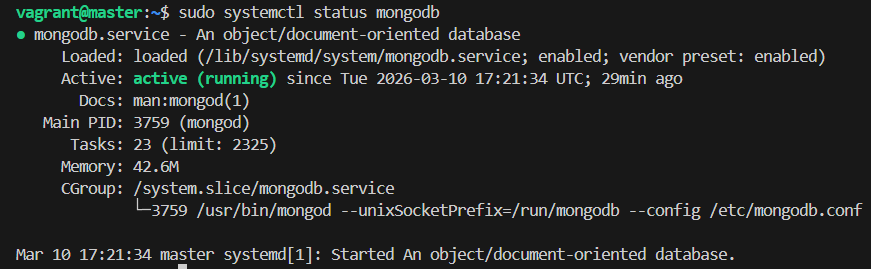 vagrant@master:~$ sudo systemctl status mongodb
● mongodb.service - An object/document-oriented database
Loaded: loaded (/lib/systemd/system/mongodb.service; enabled; vendor preset: enabled)
Active: active (running) since Tue 2026-03-10 17:21:34 UTC; 29min ago
Docs: man:mongod(1)
Main PID: 3759 (mongod)
Tasks: 23 (limit: 2325)
Memory: 42.6M
CGroup: /system.slice/mongodb.service
└─3759 /usr/bin/mongod --unixSocketPrefix=/run/mongodb --config /etc/mongodb.conf
Mar 10 17:21:34 master systemd[1]: Started An object/document-oriented database.